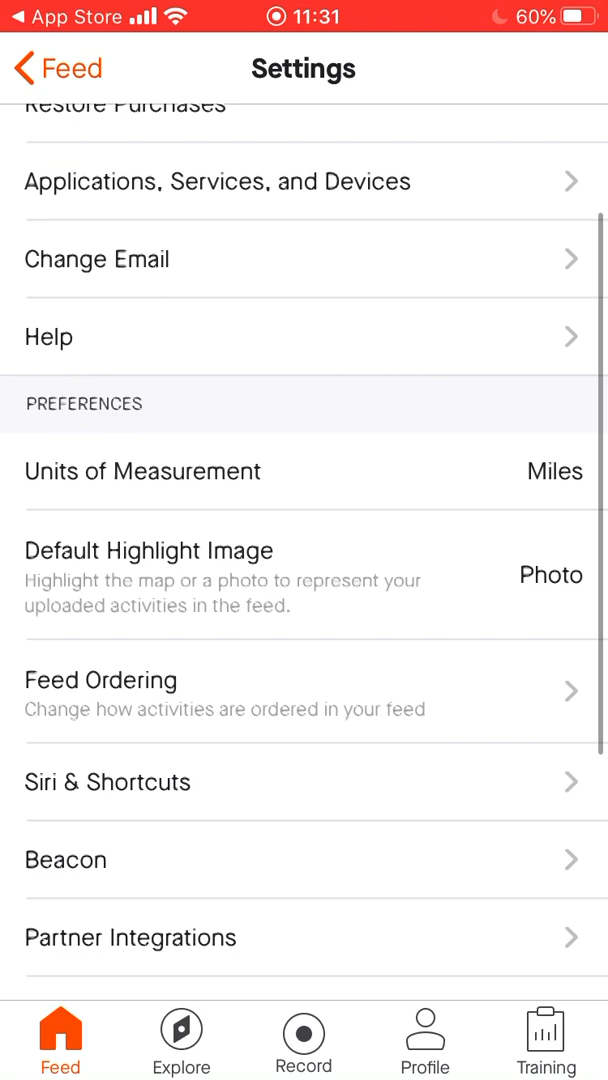 App Store 11:31 60%
Feed Settings
Restore Purchases
Applications, Services, and Devices
Change Email
Help
PREFERENCES
Units of Measurement Miles
Default Highlight Image
Highlight the map or a photo to represent your
uploaded activities in the feed.
Photo
Feed Ordering
Change how activities are ordered in your feed
Siri & Shortcuts
Beacon
Partner Integrations
Feed Explore Record Profile Training